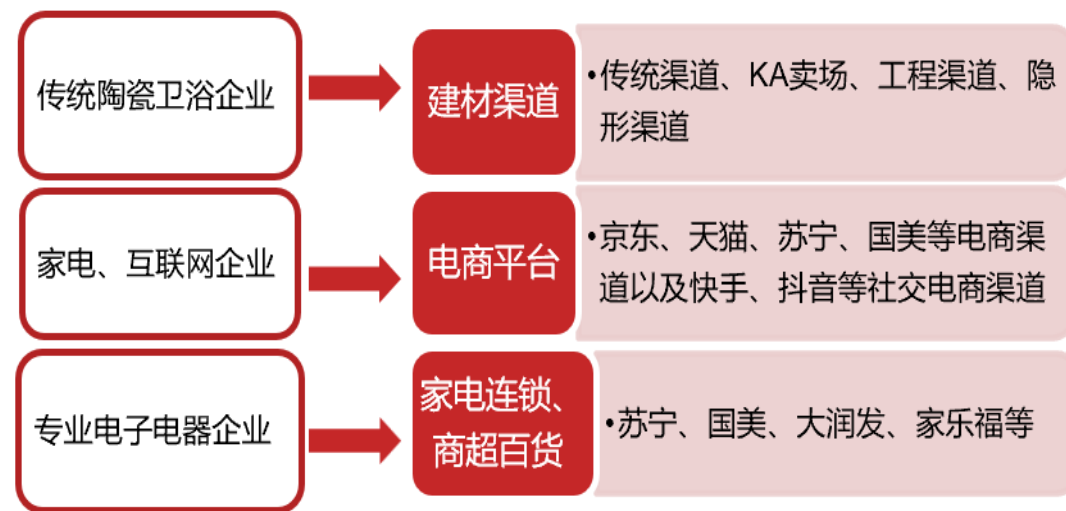 传统陶瓷卫浴企业
建材渠道
•传统渠道、KA卖场、工程渠道、隐
形渠道
家电、互联网企业
电商平台
•京东、天猫、苏宁、国美等电商渠
道以及快手、抖音等社交电商渠道
专业电子电器企业
家电连锁、
商超百货
•苏宁、国美、大润发、家乐福等